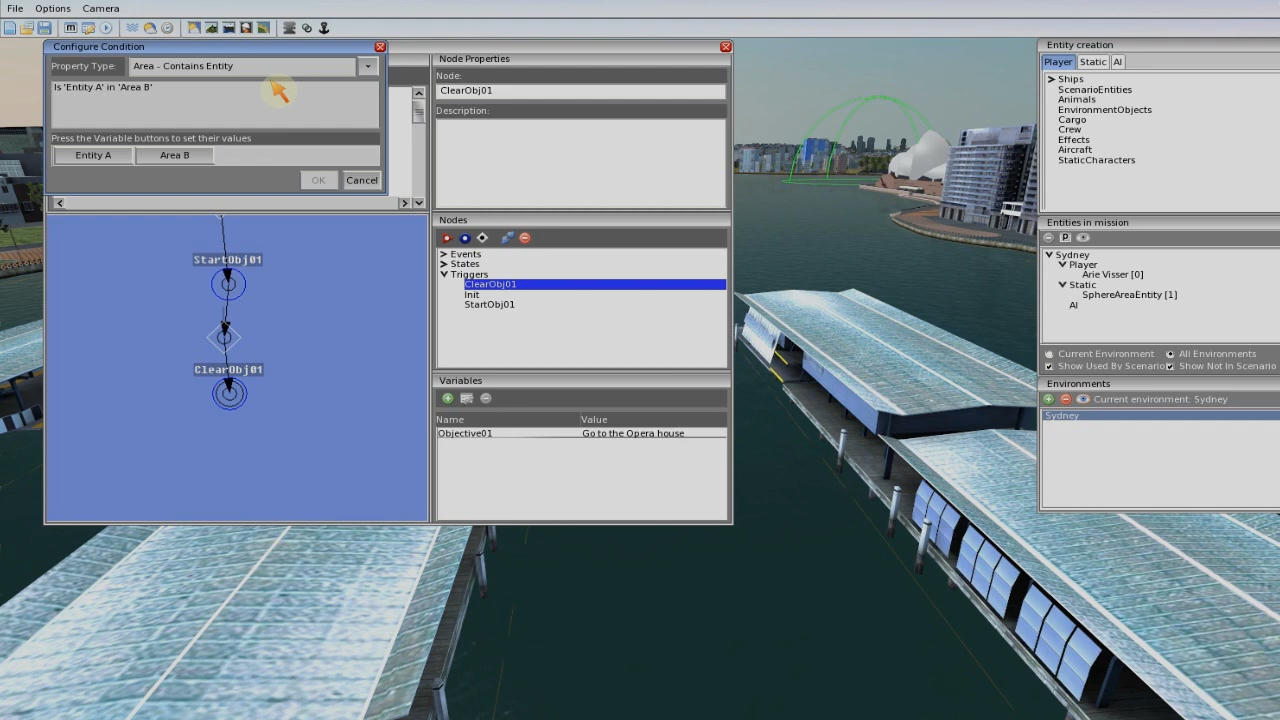 File Options Camera
Configure Condition
Property Type: Area - Contains Entity
Is 'Entity A' in 'Area B'
Press the Variable buttons to set their values
Entity A Area B
OK Cancel
StartObj01
ClearObj01
Node Properties
Node:
ClearObj01
Description:
Nodes
Events
States
Triggers
ClearObj01
Init
StartObj01
Variables
Name Value
Objective01 Go to the Opera house
Entity creation
Player Static AI
Ships
ScenarioEntities
Animals
EnvironmentObjects
Cargo
Crew
Effects
Aircraft
StaticCharacters
Entities in mission
P
Sydney
Player
Arie Visser [0]
Static
SphereAreaEntity [1]
AI
Current Environment All Environments
Show Used By Scenario Show Not In Scenario
Environments
Current environment: Sydney
Sydney